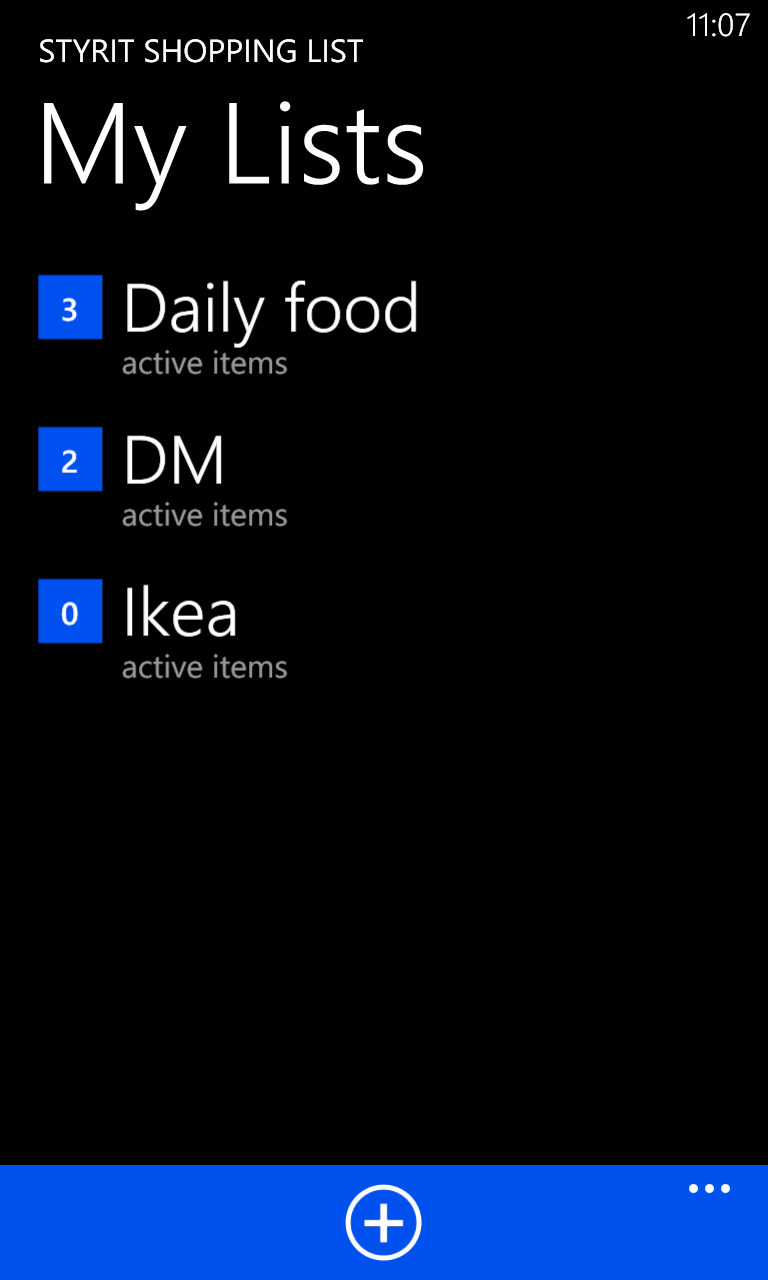 11:07
STYRIT SHOPPING LIST
My Lists
3 Daily food
active items
2 DM
active items
0 Ikea
active items